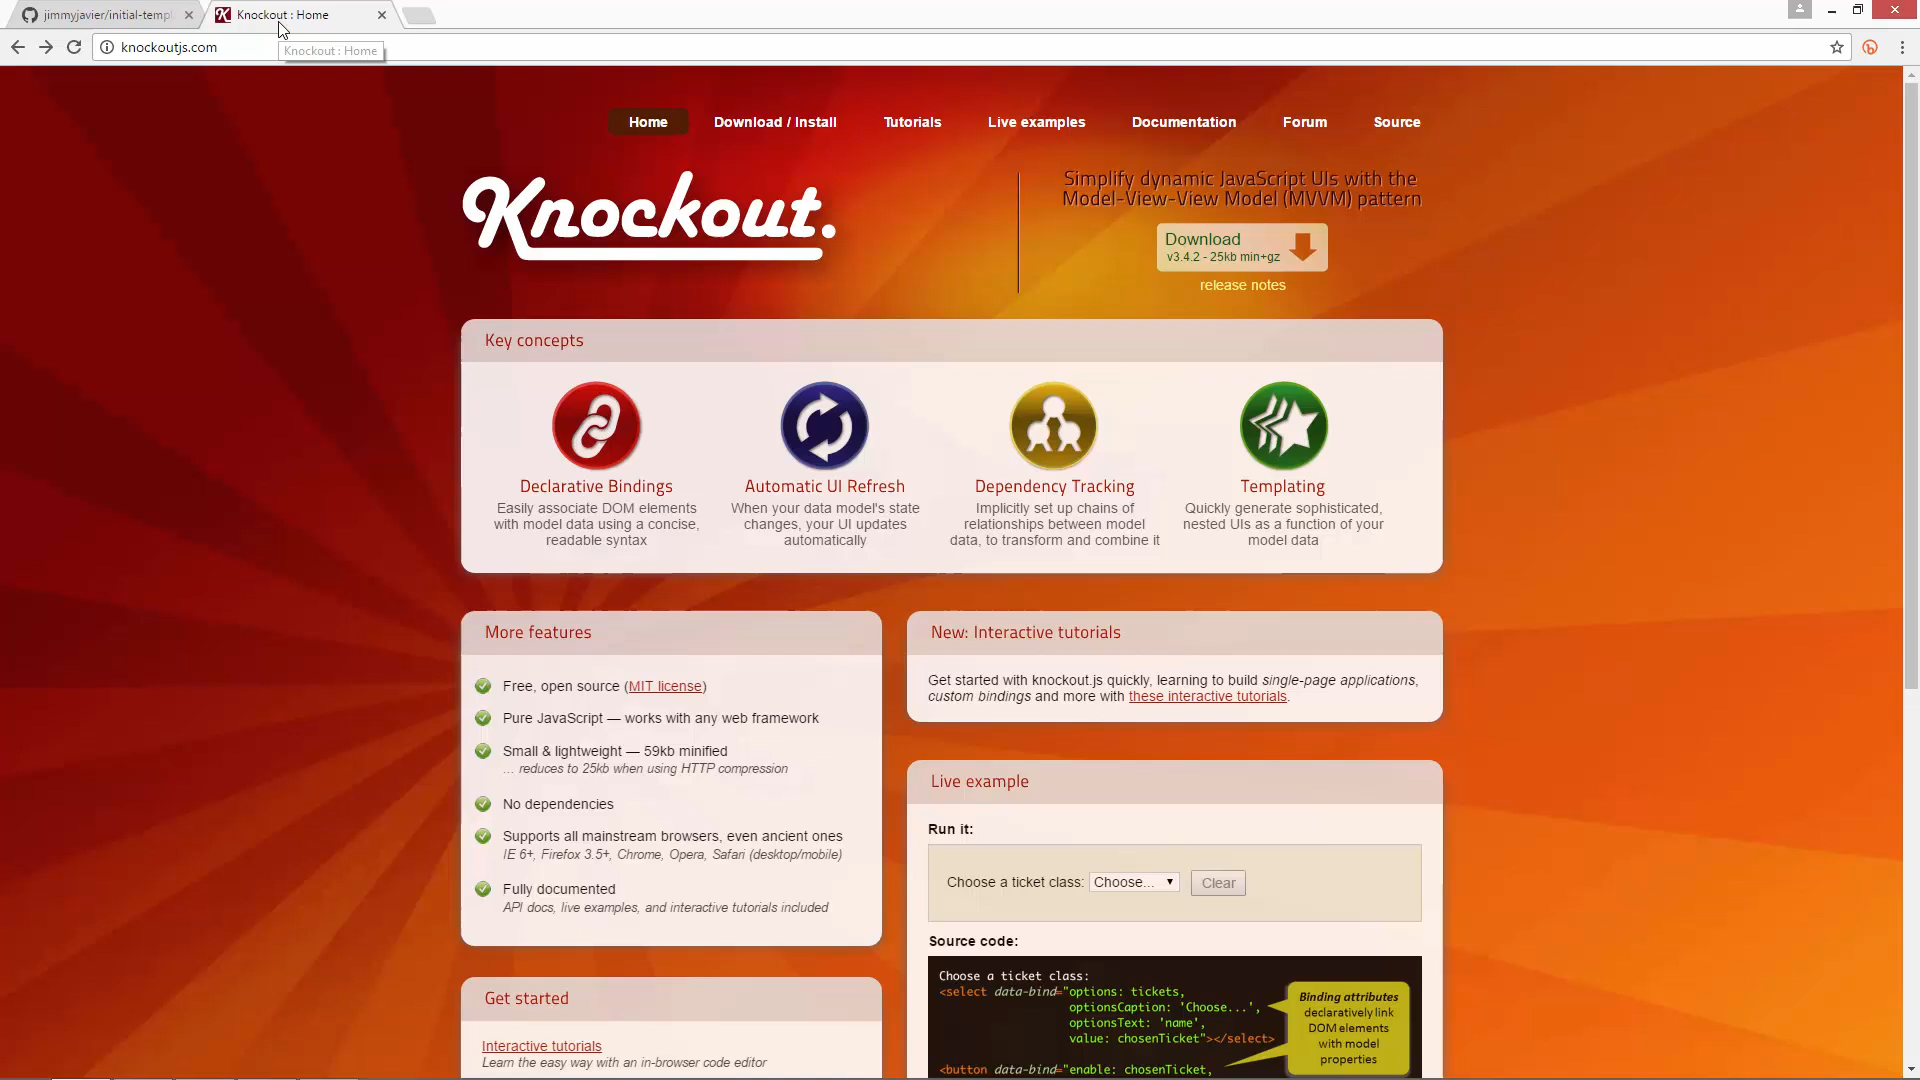 jimmyjavier/initial-temp
Knockout : Home
knockoutjs.com
Knockout : Home
Home
Download / Install
Tutorials
Live examples
Documentation
Forum
Source
Knockout.
Simplify dynamic JavaScript UIs with the
Model-View-View Model (MVVM) pattern
Download
v3.4.2 - 25kb min+gz
release notes
Key concepts
Declarative Bindings
Easily associate DOM elements
with model data using a concise,
readable syntax
Automatic UI Refresh
When your data model's state
changes, your UI updates
automatically
Dependency Tracking
Implicitly set up chains of
relationships between model
data, to transform and combine it
Templating
Quickly generate sophisticated,
nested UIs as a function of your
model data
More features
Free, open source (MIT license)
Pure JavaScript — works with any web framework
Small & lightweight — 59kb minified
... reduces to 25kb when using HTTP compression
No dependencies
Supports all mainstream browsers, even ancient ones
IE 6+, Firefox 3.5+, Chrome, Opera, Safari (desktop/mobile)
Fully documented
API docs, live examples, and interactive tutorials included
Get started
Interactive tutorials
Learn the easy way with an in-browser code editor
New: Interactive tutorials
Get started with knockout.js quickly, learning to build single-page applications,
custom bindings and more with these interactive tutorials.
Live example
Run it:
Choose a ticket class: Choose... Clear
Source code:
Choose a ticket class:
<select data-bind="options: tickets,
optionsCaption: 'Choose...',
optionsText: 'name',
value: chosenTicket"></select>
<button data-bind="enable: chosenTicket,
Binding attributes
declaratively link
DOM elements
with model
properties